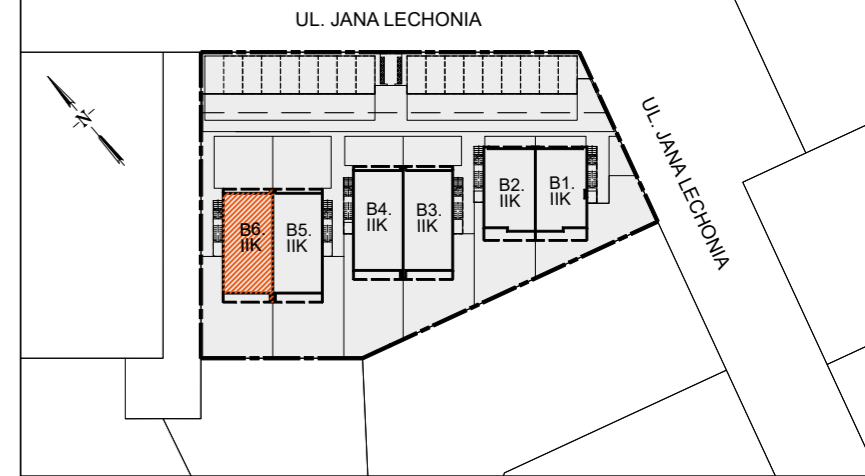 UL. JANA LECHONIA
UL. JANA LECHONIA
N
B6.
IIK
B5.
IIK
B4.
IIK
B3.
IIK
B2.
IIK
B1.
IIK